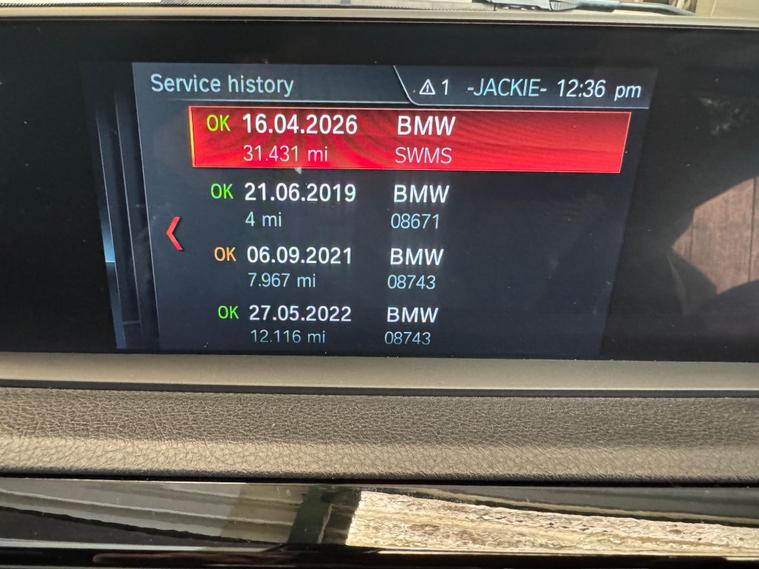 Service history ⚠ 1 -JACKIE- 12:36 pm
OK 16.04.2026 BMW
31.431 mi SWMS
OK 21.06.2019 BMW
4 mi 08671
OK 06.09.2021 BMW
7.967 mi 08743
OK 27.05.2022 BMW
12.116 mi 08743